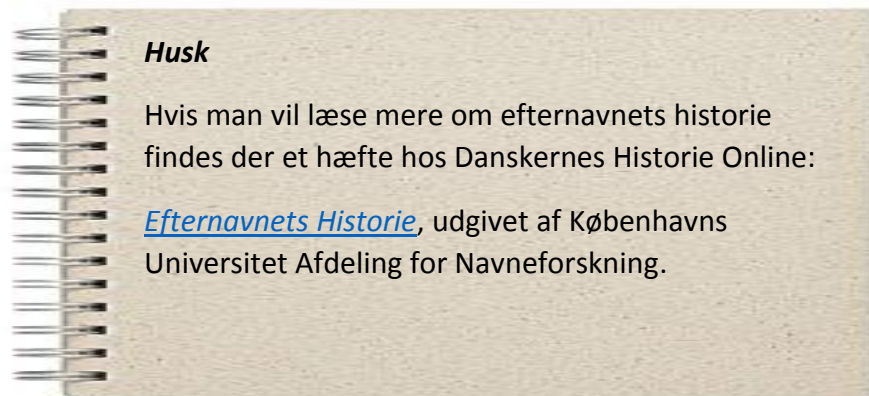 Husk
Hvis man vil læse mere om efternavnets historie
findes der et hæfte hos Danskernes Historie Online:
Efternavnets Historie, udgivet af Københavns
Universitet Afdeling for Navneforskning.